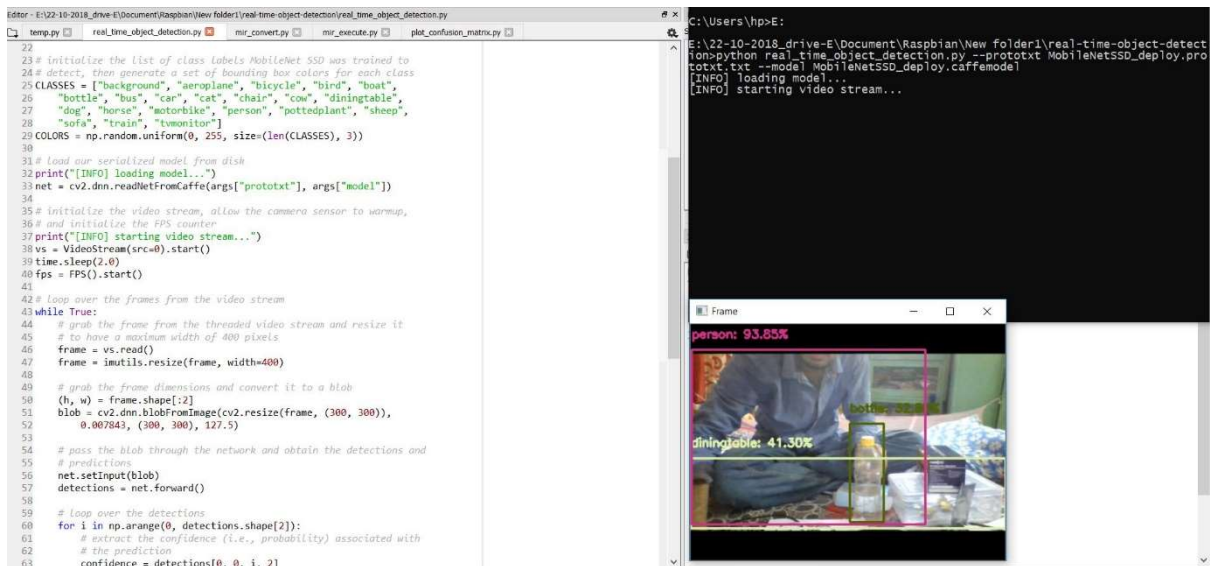 Editor - E:\22-10-2018_drive-E\Document\Raspbian\New folder1\real-time-object-detection\real_time_object_detection.py
temp.py
real_time_object_detection.py
mir_convert.py
mir_execute.py
plot_confusion_matrix.py
22
23 # initialize the list of class labels MobileNet SSD was trained to
24 # detect, then generate a set of bounding box colors for each class
25 CLASSES = ["background", "aeroplane", "bicycle", "bird", "boat",
26     "bottle", "bus", "car", "cat", "chair", "cow", "diningtable",
27     "dog", "horse", "motorbike", "person", "pottedplant", "sheep",
28     "sofa", "train", "tvmonitor"]
29 COLORS = np.random.uniform(0, 255, size=(len(CLASSES), 3))
30
31 # load our serialized model from disk
32 print("[INFO] loading model...")
33 net = cv2.dnn.readNetFromCaffe(args["prototxt"], args["model"])
34
35 # initialize the video stream, allow the cammera sensor to warmup,
36 # and initialize the FPS counter
37 print("[INFO] starting video stream...")
38 vs = VideoStream(src=0).start()
39 time.sleep(2.0)
40 fps = FPS().start()
41
42 # loop over the frames from the video stream
43 while True:
44     # grab the frame from the threaded video stream and resize it
45     # to have a maximum width of 400 pixels
46     frame = vs.read()
47     frame = imutils.resize(frame, width=400)
48
49     # grab the frame dimensions and convert it to a blob
50     (h, w) = frame.shape[:2]
51     blob = cv2.dnn.blobFromImage(cv2.resize(frame, (300, 300)),
52         0.007843, (300, 300), 127.5)
53
54     # pass the blob through the network and obtain the detections and
55     # predictions
56     net.setInput(blob)
57     detections = net.forward()
58
59     # loop over the detections
60     for i in np.arange(0, detections.shape[2]):
61         # extract the confidence (i.e., probability) associated with
62         # the prediction
63         confidence = detections[0, 0, i, 2]
C:\Users\hp>E:
E:\22-10-2018_drive-E\Document\Raspbian\New folder1\real-time-object-detect
ion>python real_time_object_detection.py --prototxt MobileNetSSD_deploy.pro
totxt.txt --model MobileNetSSD_deploy.caffemodel
[INFO] loading model...
[INFO] starting video stream...
Frame
person: 93.85%
bottle:
diningtable: 41.30%